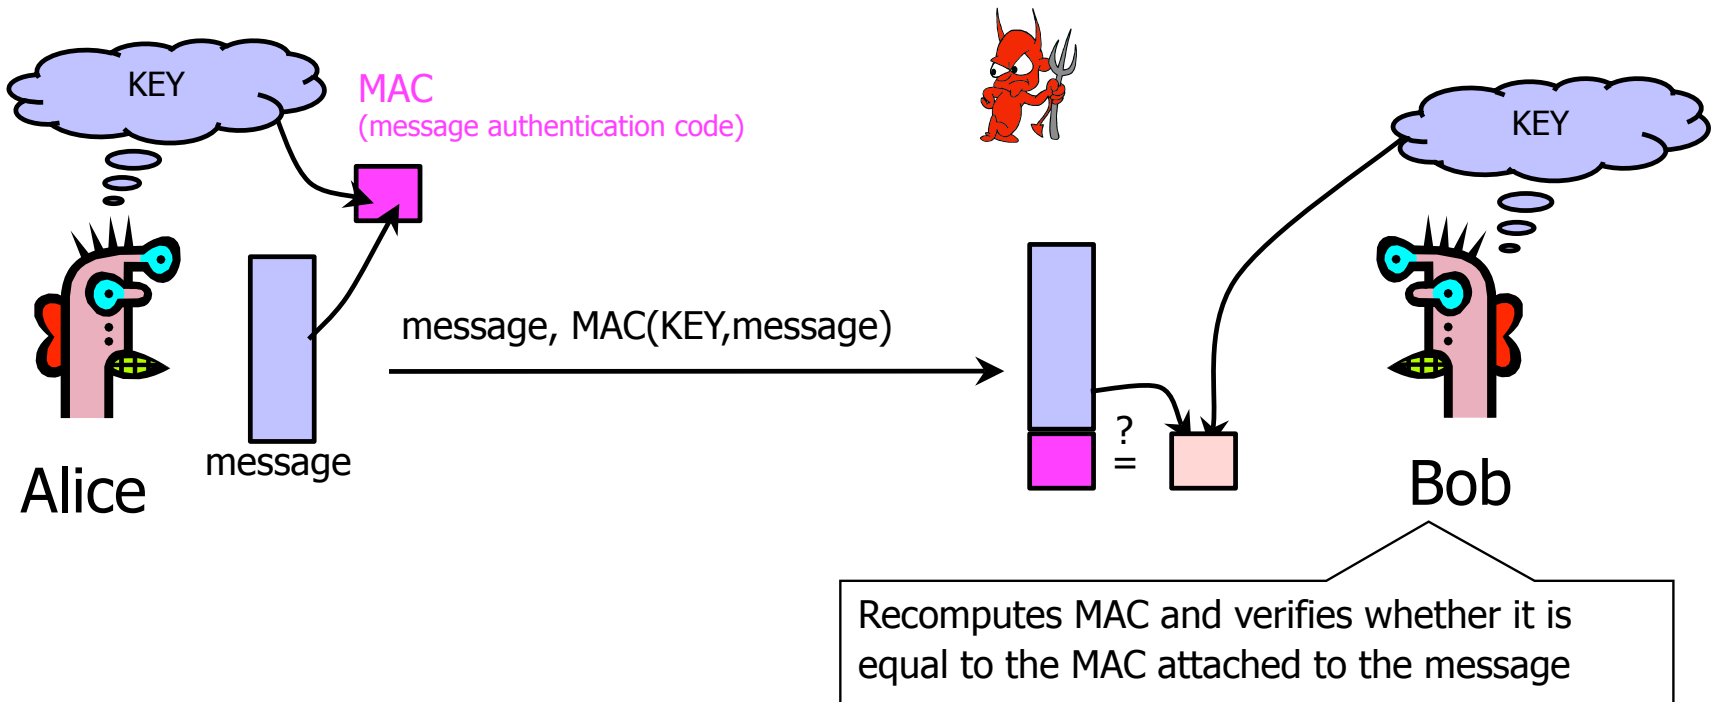 KEY
MAC
(message authentication code)
KEY
message, MAC(KEY,message)
message
?
=
Alice
Bob
Recomputes MAC and verifies whether it is
equal to the MAC attached to the message